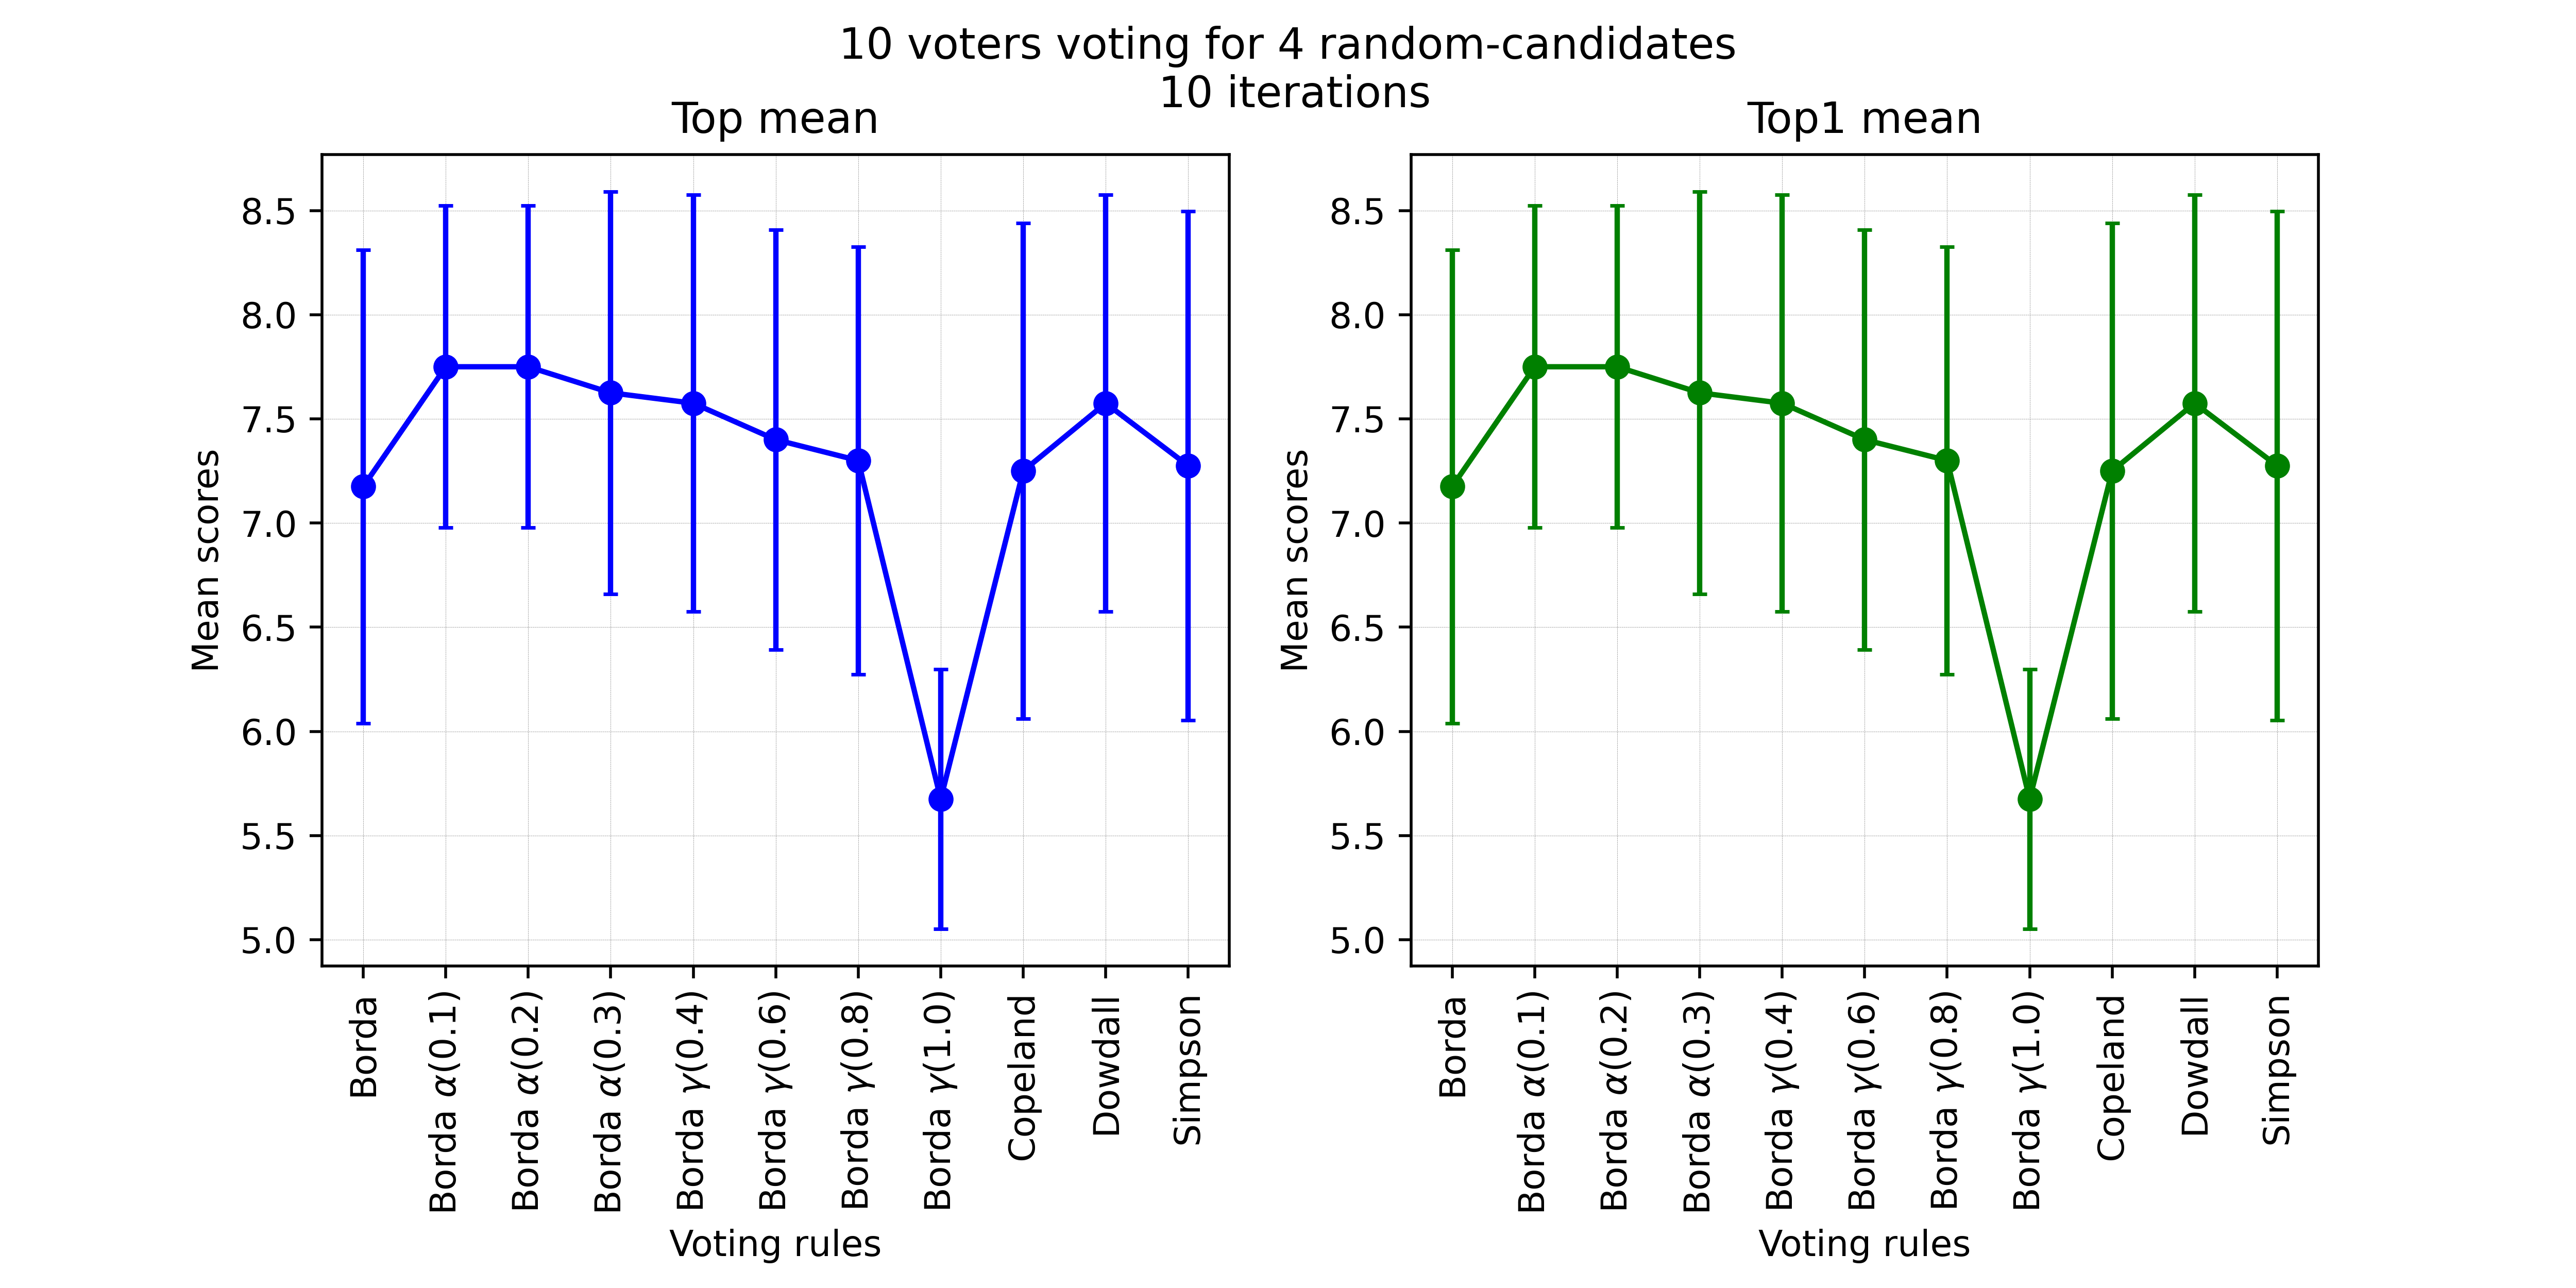 10 voters voting for 4 random-candidates
10 iterations
Top mean
Mean scores
8.5
8.0
7.5
7.0
6.5
6.0
5.5
5.0
Borda
Borda α(0.1)
Borda α(0.2)
Borda α(0.3)
Borda γ(0.4)
Borda γ(0.6)
Borda γ(0.8)
Borda γ(1.0)
Copeland
Dowdall
Simpson
Voting rules
Top1 mean
Mean scores
8.5
8.0
7.5
7.0
6.5
6.0
5.5
5.0
Borda
Borda α(0.1)
Borda α(0.2)
Borda α(0.3)
Borda γ(0.4)
Borda γ(0.6)
Borda γ(0.8)
Borda γ(1.0)
Copeland
Dowdall
Simpson
Voting rules